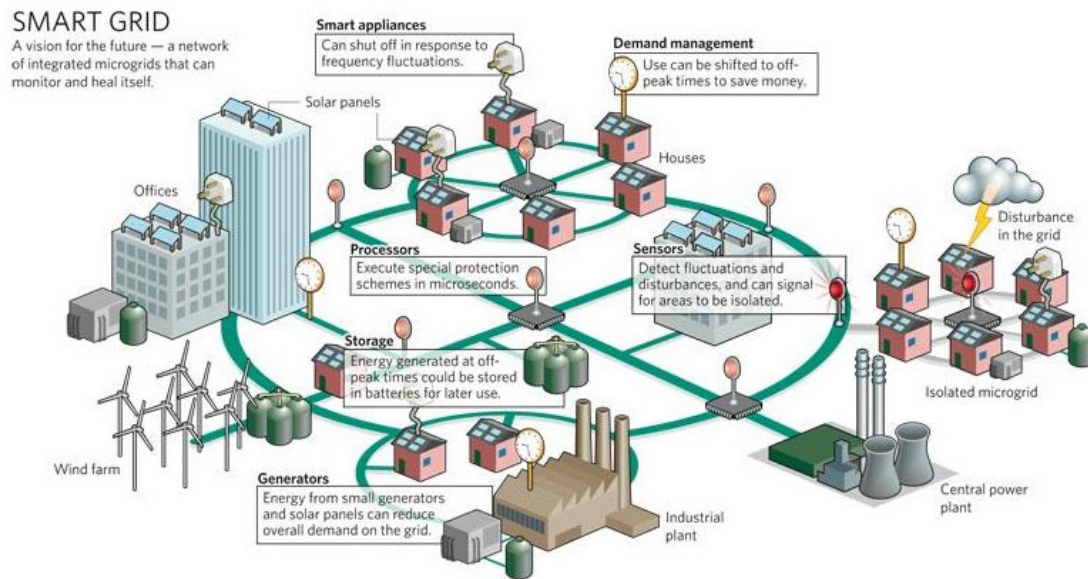 SMART GRID
A vision for the future — a network
of integrated microgrids that can
monitor and heal itself.
Smart appliances
Can shut off in response to
frequency fluctuations.
Demand management
Use can be shifted to off-
peak times to save money.
Solar panels
Houses
Offices
Disturbance
in the grid
Processors
Execute special protection
schemes in microseconds.
Sensors
Detect fluctuations and
disturbances, and can signal
for areas to be isolated.
Storage
Energy generated at off-
peak times could be stored
in batteries for later use.
Isolated microgrid
Wind farm
Generators
Energy from small generators
and solar panels can reduce
overall demand on the grid.
Industrial
plant
Central power
plant